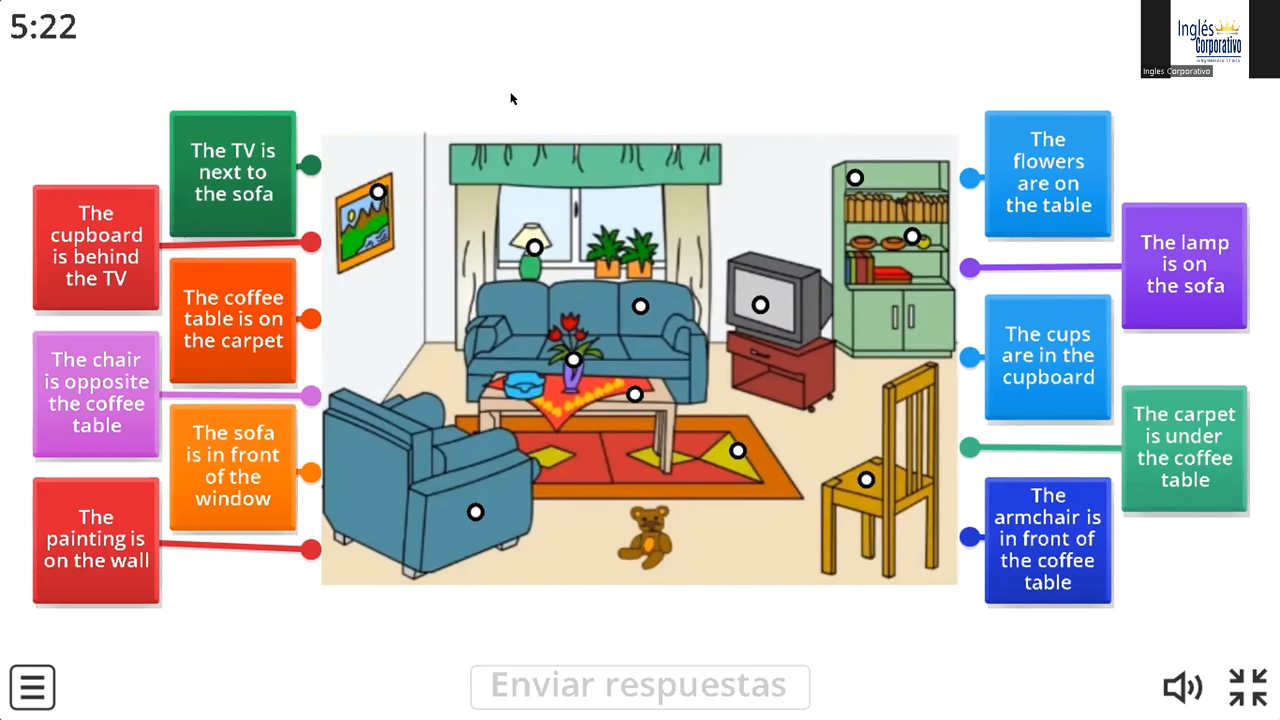 5:22
Inglés
Corporativo
Ingles Corporativo
The TV is
next to
the sofa
The
cupboard
is behind
the TV
The coffee
table is on
the carpet
The chair
is opposite
the coffee
table
The sofa
is in front
of the
window
The
painting is
on the wall
The
flowers
are on
the table
The lamp
is on
the sofa
The cups
are in the
cupboard
The carpet
is under
the coffee
table
The
armchair is
in front of
the coffee
table
Enviar respuestas